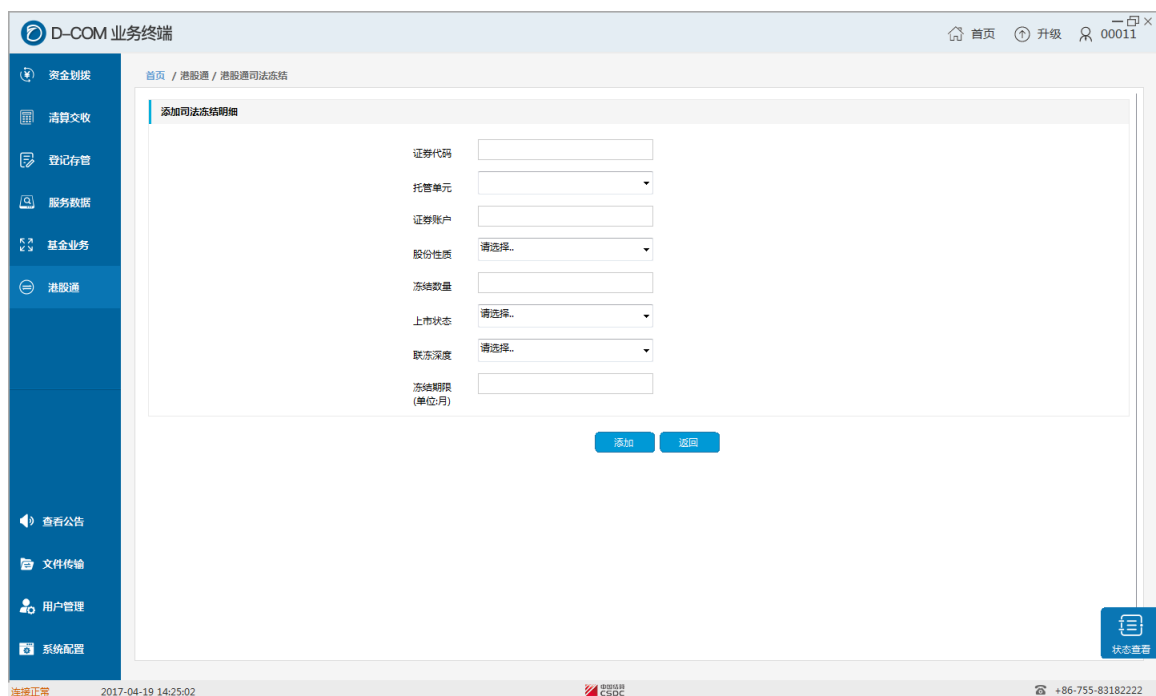 D-COM 业务终端
首页 升级 00011
资金划拨
清算交收
登记存管
服务数据
基金业务
港股通
查看公告
文件传输
用户管理
系统配置
首页 / 港股通 / 港股通司法冻结
添加司法冻结明细
证券代码
托管单元
证券账户
股份性质 请选择..
冻结数量
上市状态 请选择..
联冻深度 请选择..
冻结期限
(单位:月)
添加 返回
状态查看
连接正常 2017-04-19 14:25:02 中国结算 CSDC +86-755-83182222